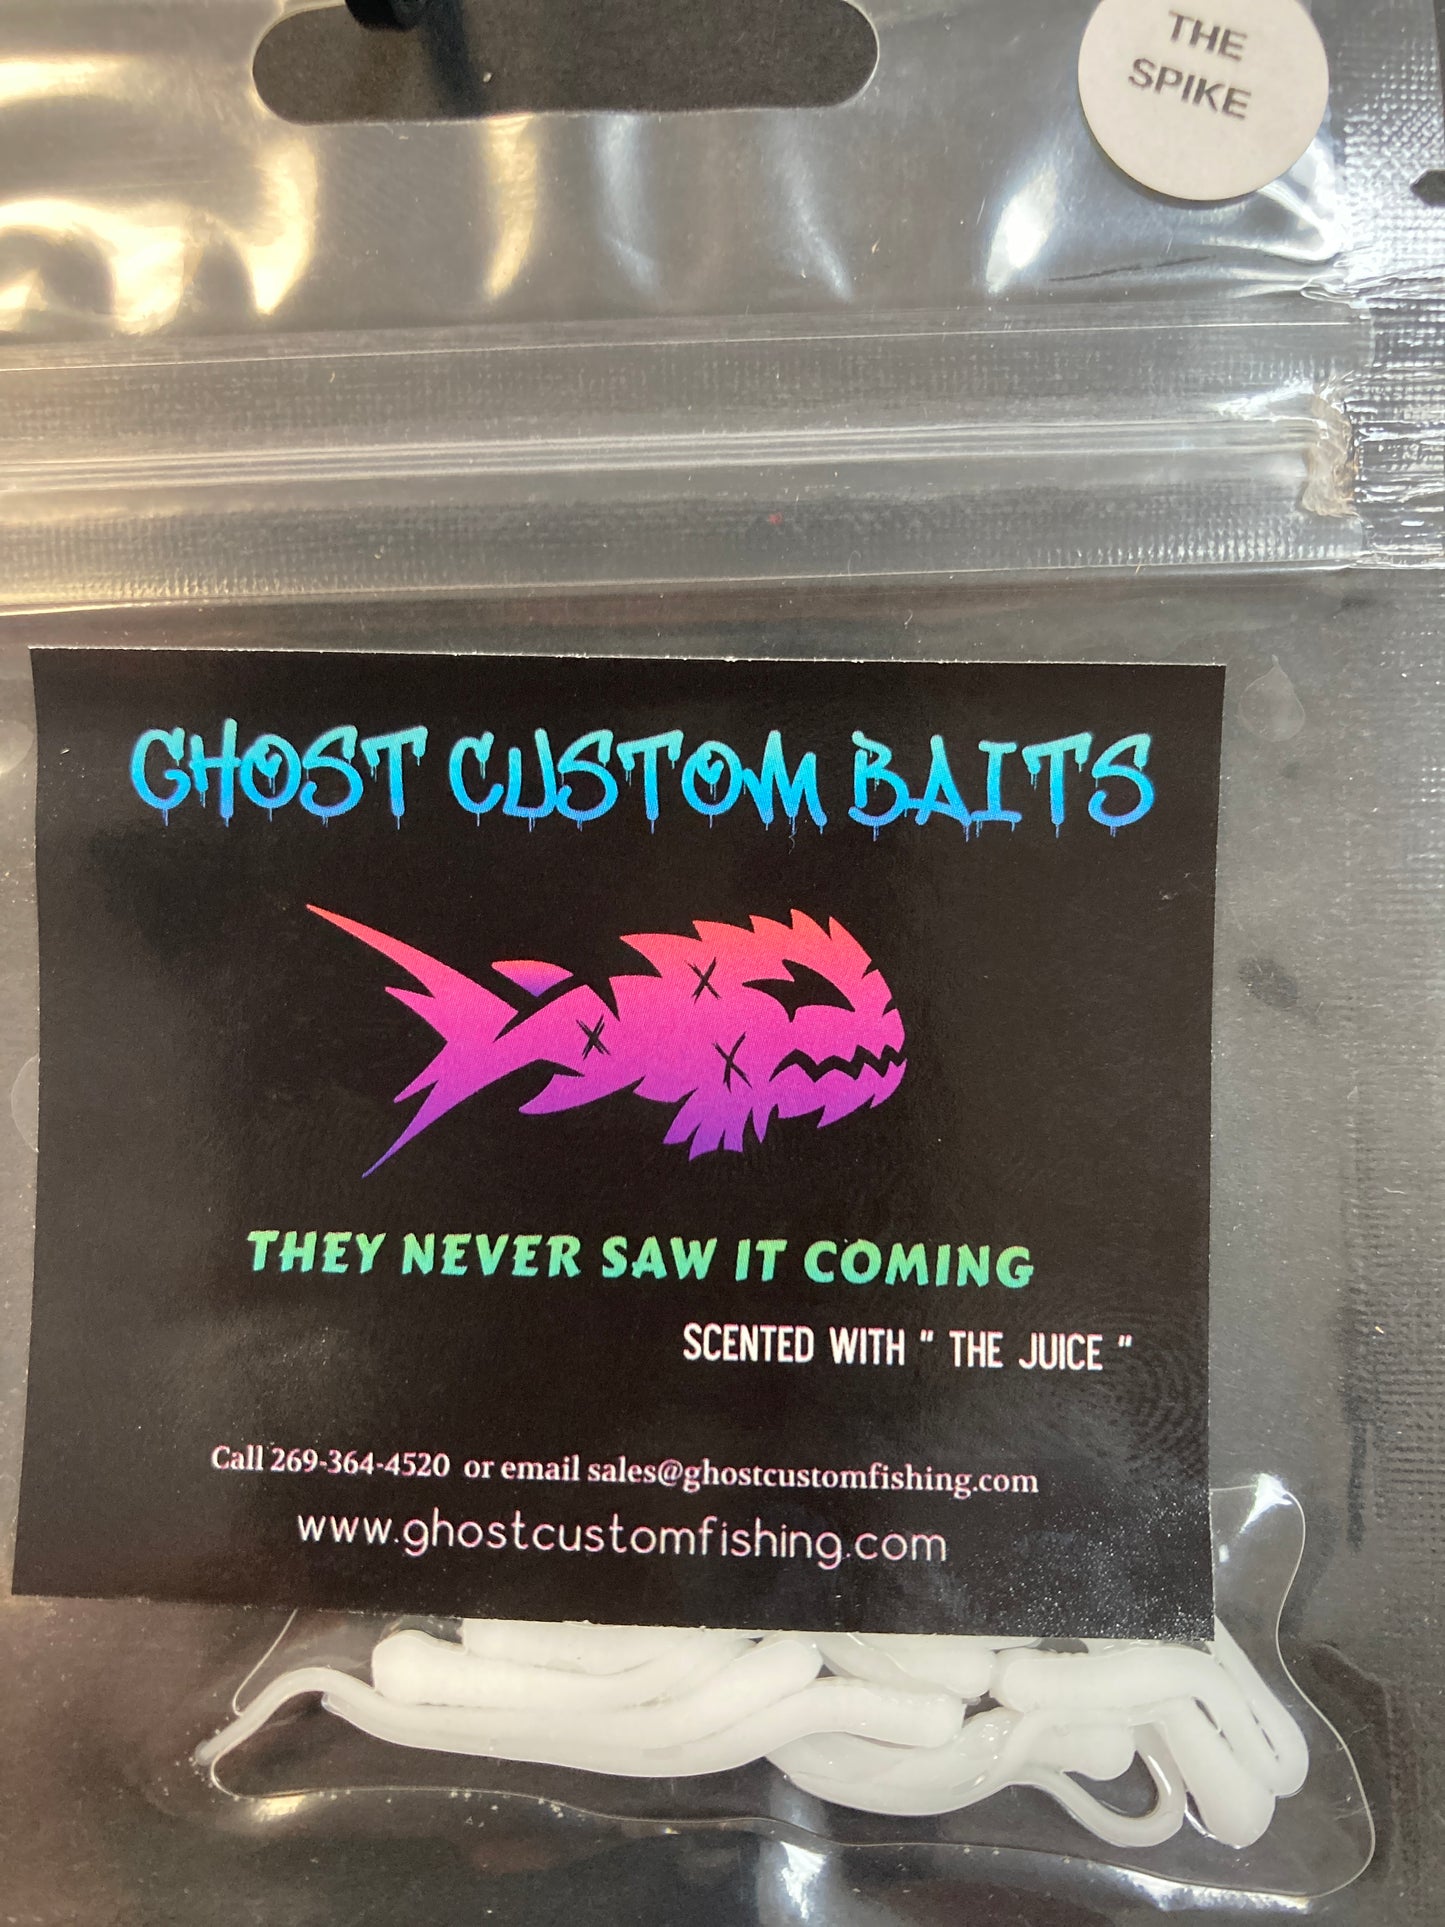 THE
SPIKE
GHOST CUSTOM BAITS
THEY NEVER SAW IT COMING
SCENTED WITH " THE JUICE "
Call 269-364-4520 or email sales@ghostcustomfishing.com
www.ghostcustomfishing.com